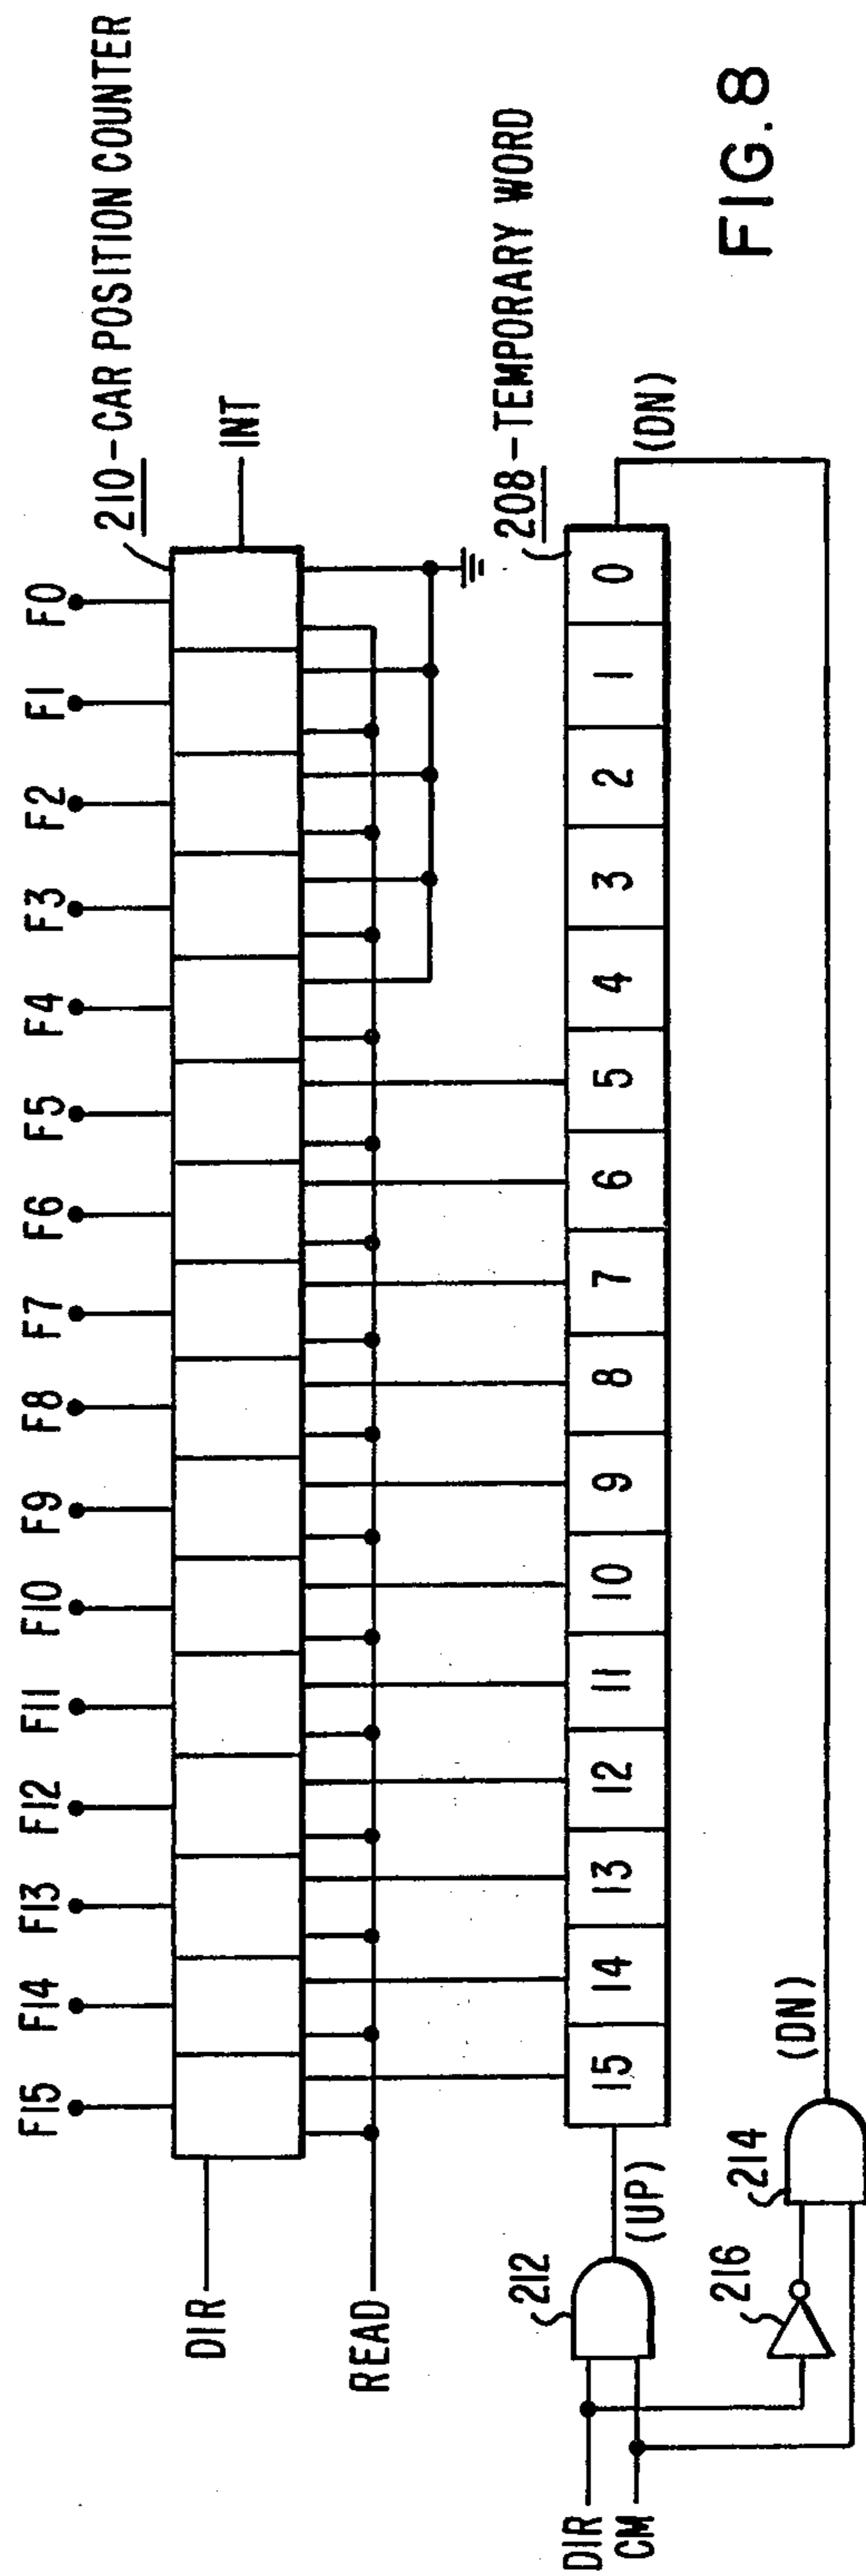 F15 F14 F13 F12 F11 F10 F9 F8 F7 F6 F5 F4 F3 F2 F1 F0
210-CAR POSITION COUNTER
DIR
INT
READ
208-TEMPORARY WORD
15 14 13 12 11 10 9 8 7 6 5 4 3 2 1 0
212
(UP)
(DN)
DIR
CM
216
214
(DN)
FIG. 8